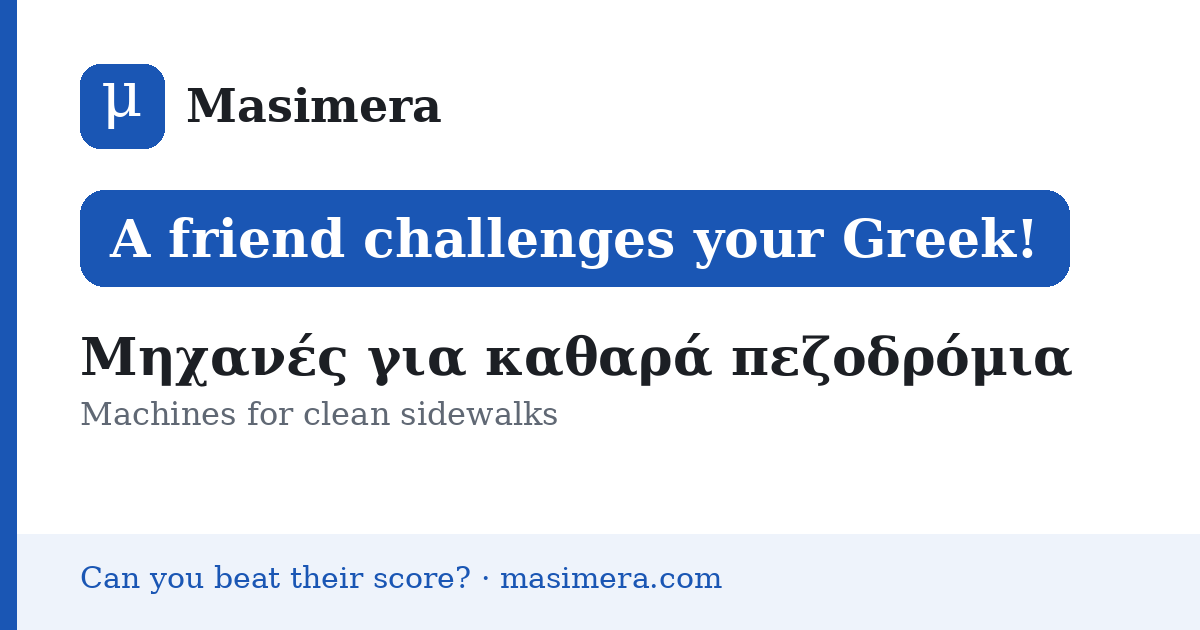 μ Masimera
A friend challenges your Greek!
Μηχανές για καθαρά πεζοδρόμια
Machines for clean sidewalks
Can you beat their score? · masimera.com